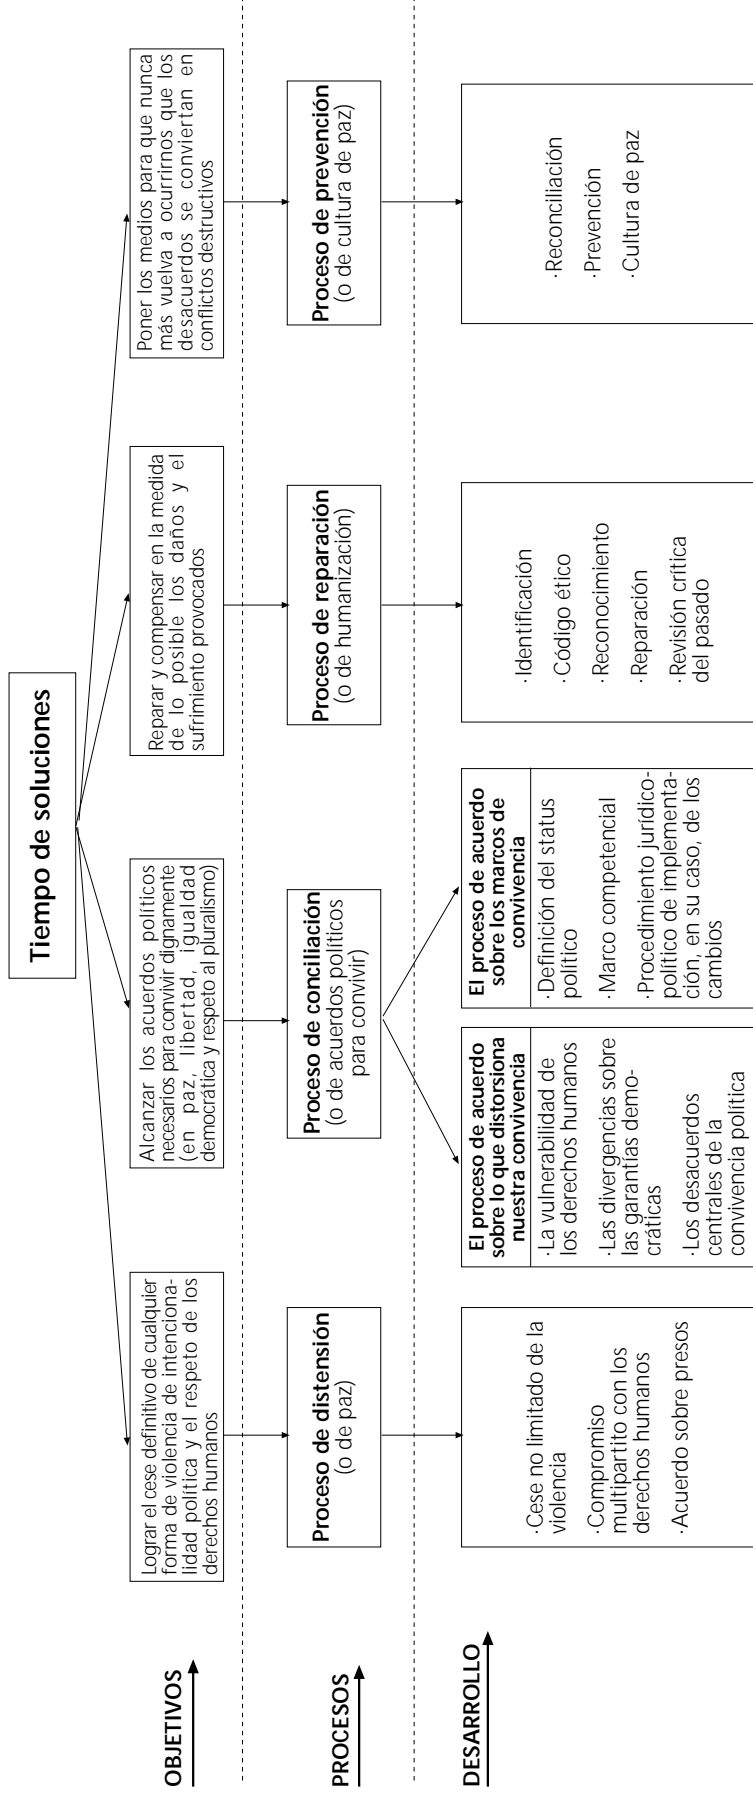 Tiempo de soluciones
OBJETIVOS
Lograr el cese definitivo de cualquier
forma de violencia de intenciona-
lidad política y el respeto de los
derechos humanos
Alcanzar los acuerdos políticos
necesarios para convivir dignamente
(en paz, libertad, igualdad
democrática y respeto al pluralismo)
Reparar y compensar en la medida
de lo posible los daños y el
sufrimiento provocados
Poner los medios para que nunca
más vuelva a ocurrirnos que los
desacuerdos se conviertan en
conflictos destructivos
PROCESOS
Proceso de distensión
(o de paz)
Proceso de conciliación
(o de acuerdos políticos
para convivir)
Proceso de reparación
(o de humanización)
Proceso de prevención
(o de cultura de paz)
DESARROLLO
·Cese no limitado de la
violencia
·Compromiso
multipartito con los
derechos humanos
·Acuerdo sobre presos
El proceso de acuerdo
sobre lo que distorsiona
nuestra convivencia
·La vulnerabilidad de
los derechos humanos
·Las divergencias sobre
las garantías demo-
cráticas
·Los desacuerdos
centrales de la
convivencia política
El proceso de acuerdo
sobre los marcos de
convivencia
·Definición del status
político
·Marco competencial
·Procedimiento jurídico-
político de implementa-
ción, en su caso, de los
cambios
·Identificación
·Código ético
·Reconocimiento
·Reparación
·Revisión crítica
del pasado
·Reconciliación
·Prevención
·Cultura de paz